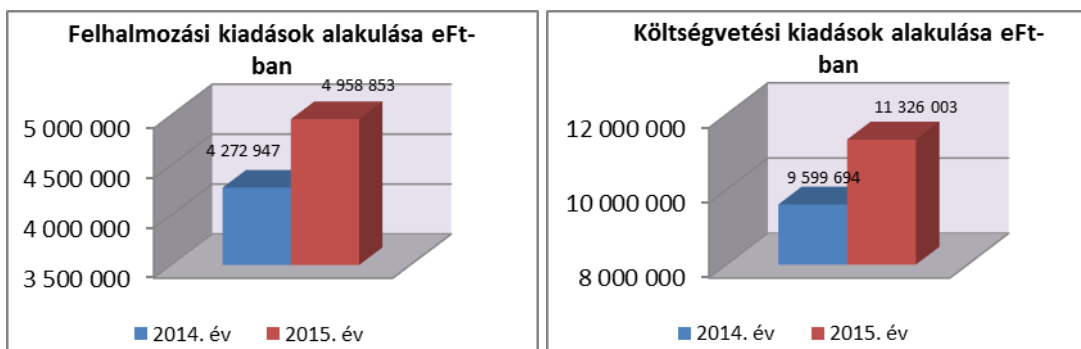 Felhalmozási kiadások alakulása eFt-
ban
4 958 853
5 000 000
4 272 947
4 500 000
4 000 000
3 500 000
2014. év
2015. év
Költségvetési kiadások alakulása eFt-
ban
11 326 003
12 000 000
9 599 694
10 000 000
8 000 000
2014. év
2015. év